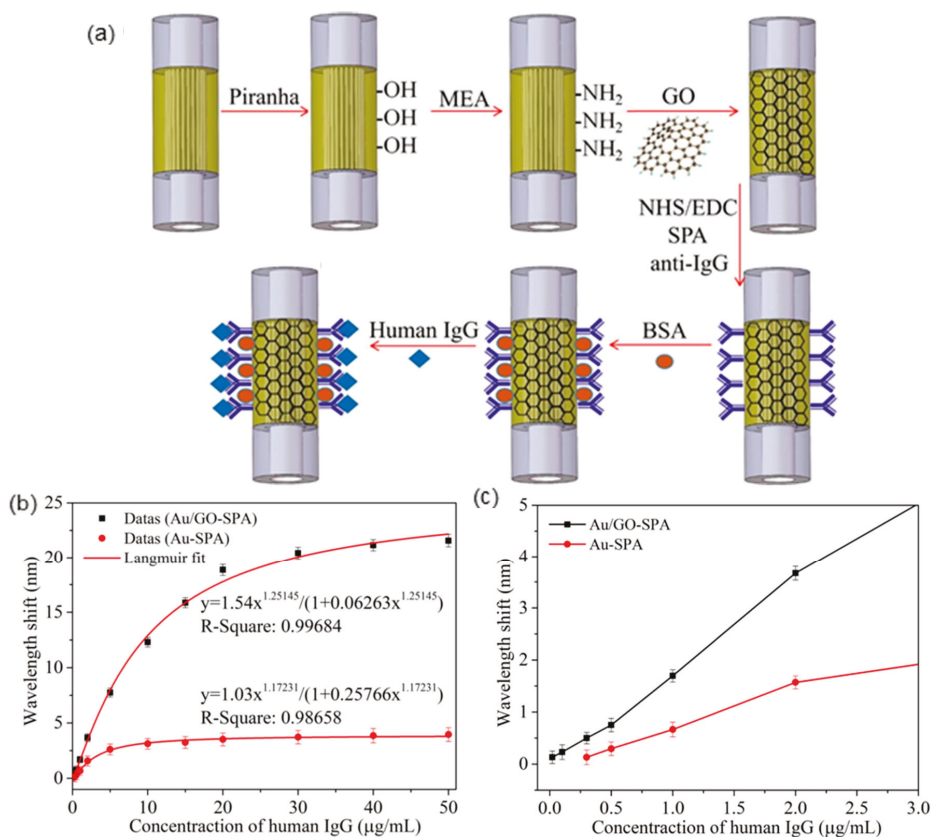 (a)
Piranha
-OH
-OH
-OH
MEA
-NH₂
-NH₂
-NH₂
GO
NHS/EDC
SPA
anti-IgG
BSA
Human IgG
(b)
25
20
15
10
5
0
Wavelength shift (nm)
Datas (Au/GO-SPA)
Datas (Au-SPA)
Langmuir fit
y=1.54x^1.25145/(1+0.06263x^1.25145)
R-Square: 0.99684
y=1.03x^1.17231/(1+0.25766x^1.17231)
R-Square: 0.98658
0 10 20 30 40 50
Concentraction of human IgG (μg/mL)
(c)
5
4
3
2
1
0
Wavelength shift (nm)
Au/GO-SPA
Au-SPA
0.0 0.5 1.0 1.5 2.0 2.5 3.0
Concentraction of human IgG (μg/mL)